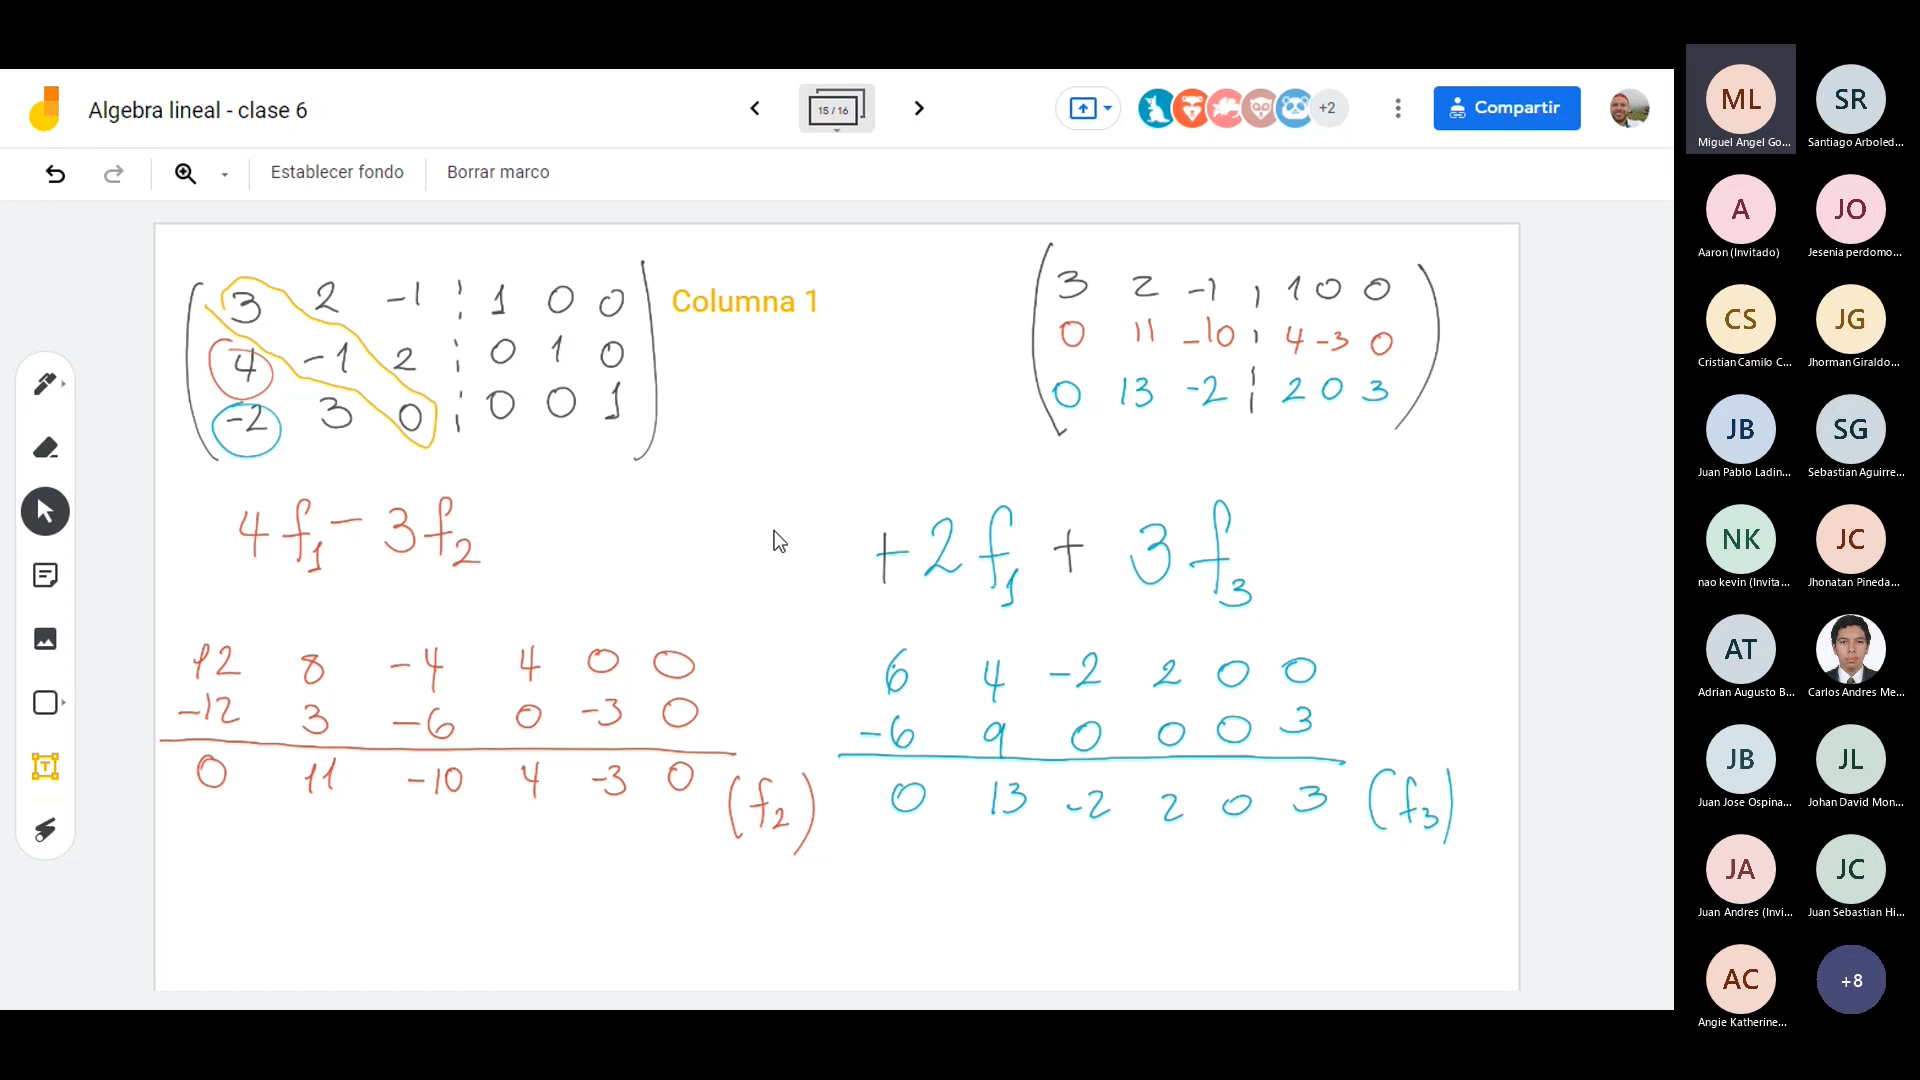 Algebra lineal - clase 6
15 / 16
+2
Compartir
Establecer fondo
Borrar marco
3 2 -1 ¦ 1 0 0
4 -1 2 ¦ 0 1 0
-2 3 0 ¦ 0 0 1
Columna 1
3 2 -1 ¦ 1 0 0
0 11 -10 ¦ 4 -3 0
0 13 -2 ¦ 2 0 3
4f₁ - 3f₂
+2f₁ + 3f₃
12 8 -4 4 0 0
-12 3 -6 0 -3 0
0 11 -10 4 -3 0 (f₂)
6 4 -2 2 0 0
-6 9 0 0 0 3
0 13 -2 2 0 3 (f₃)
T
ML SR
Miguel Angel Go... Santiago Arboled...
A JO
Aaron (Invitado) Jesenia perdomo...
CS JG
Cristian Camilo C... Jhorman Giraldo...
JB SG
Juan Pablo Ladin... Sebastian Aguirre...
NK JC
nao kevin (Invita... Jhonatan Pineda...
AT
Adrian Augusto B... Carlos Andres Me...
JB JL
Juan Jose Ospina... Johan David Mon...
JA JC
Juan Andres (Invi... Juan Sebastian Hi...
AC +8
Angie Katherine...